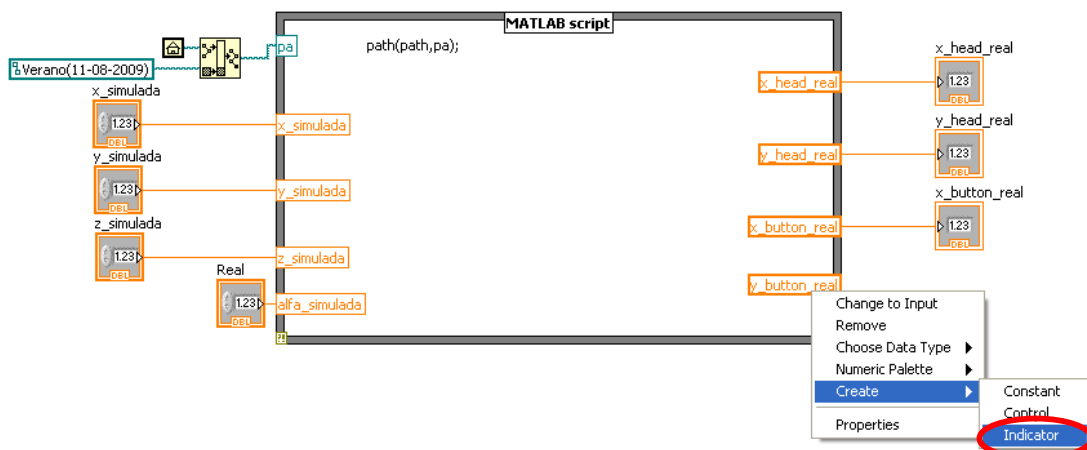 MATLAB script
path(path,pa);
pa
Verano(11-08-2009)
x_simulada
1.23
DBL
x_simulada
y_simulada
1.23
DBL
y_simulada
z_simulada
1.23
DBL
z_simulada
Real
1.23
DBL
alfa_simulada
x_head_real
x_head_real
1.23
DBL
y_head_real
y_head_real
1.23
DBL
x_button_real
x_button_real
1.23
DBL
y_button_real
Change to Input
Remove
Choose Data Type
Numeric Palette
Create
Properties
Constant
Control
Indicator